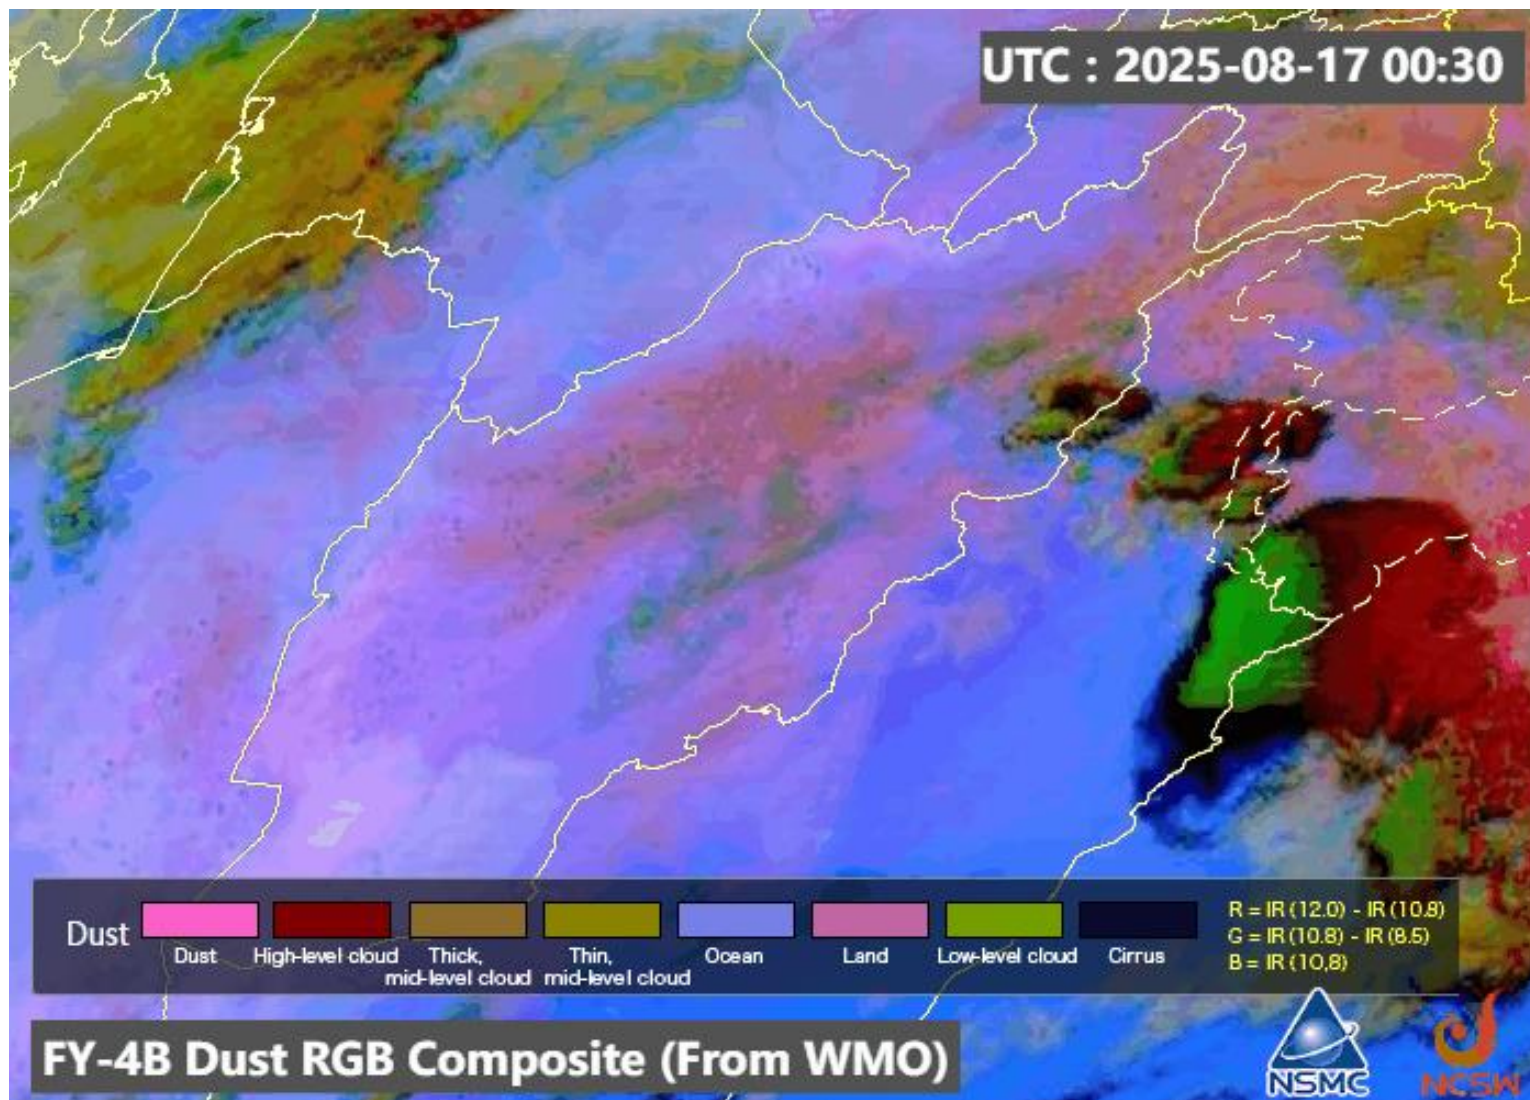 UTC : 2025-08-17 00:30
Dust
Dust
High-level cloud
Thick,
mid-level cloud
Thin,
mid-level cloud
Ocean
Land
Low-level cloud
Cirrus
R = IR (12.0) - IR (10.8)
G = IR (10.8) - IR (8.5)
B = IR (10,8)
FY-4B Dust RGB Composite (From WMO)
NSMC
NCSW